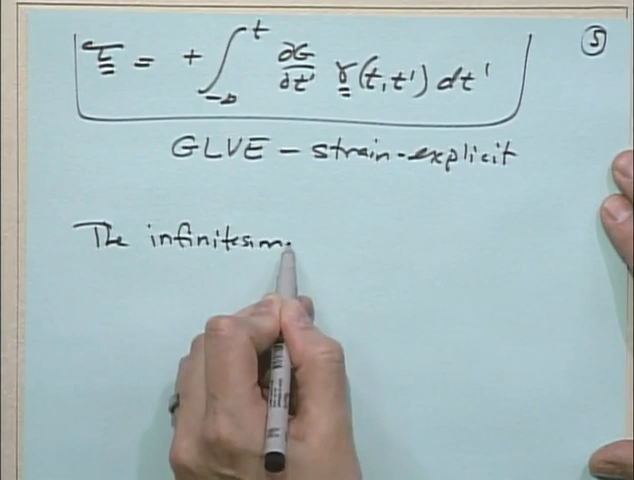 5
τ = + ∫_{-∞}^{t} ∂G/∂t' γ(t,t') dt'
GLVE - strain-explicit
The infinitesim